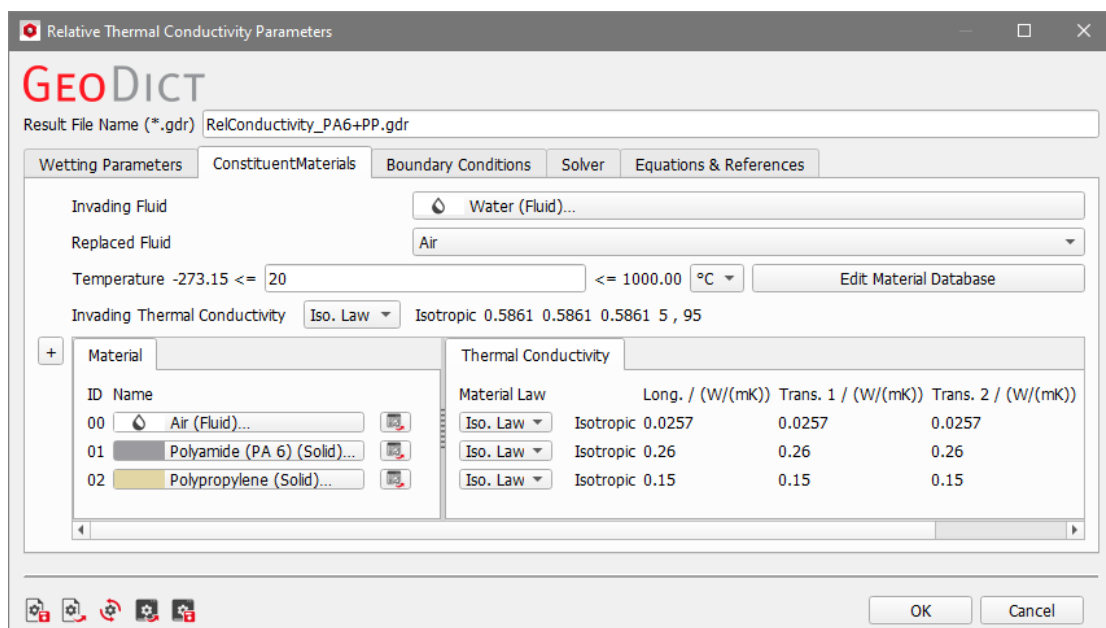 Relative Thermal Conductivity Parameters
GEODICT
Result File Name (*.gdr) RelConductivity_PA6+PP.gdr
Wetting Parameters ConstituentMaterials Boundary Conditions Solver Equations & References
Invading Fluid Water (Fluid)...
Replaced Fluid Air
Temperature -273.15 <= 20 <= 1000.00 °C Edit Material Database
Invading Thermal Conductivity Iso. Law Isotropic 0.5861 0.5861 0.5861 5 , 95
+ Material Thermal Conductivity
ID Name Material Law Long. / (W/(mK)) Trans. 1 / (W/(mK)) Trans. 2 / (W/(mK))
00 Air (Fluid)... Iso. Law Isotropic 0.0257 0.0257 0.0257
01 Polyamide (PA 6) (Solid)... Iso. Law Isotropic 0.26 0.26 0.26
02 Polypropylene (Solid)... Iso. Law Isotropic 0.15 0.15 0.15
OK Cancel